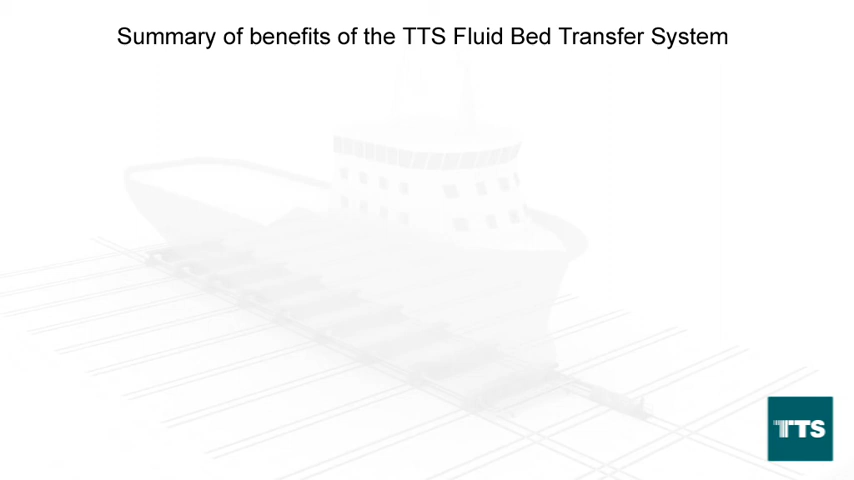 Summary of benefits of the TTS Fluid Bed Transfer System
TTS